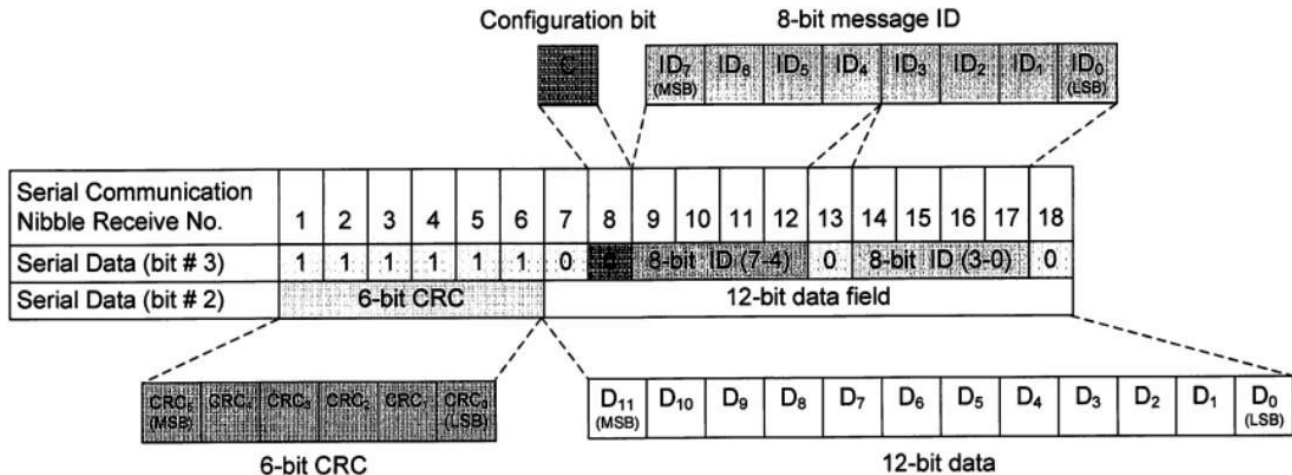 Configuration bit 8-bit message ID
C ID7 (MSB) ID6 ID5 ID4 ID3 ID2 ID1 ID0 (LSB)
Serial Communication
Nibble Receive No. 1 2 3 4 5 6 7 8 9 10 11 12 13 14 15 16 17 18
Serial Data (bit # 3) 1 1 1 1 1 1 0 8-bit ID (7-4) 0 8-bit ID (3-0) 0
Serial Data (bit # 2) 6-bit CRC 12-bit data field
CRC5 (MSB) CRC4 CRC3 CRC2 CRC1 CRC0 (LSB) D11 (MSB) D10 D9 D8 D7 D6 D5 D4 D3 D2 D1 D0 (LSB)
6-bit CRC 12-bit data